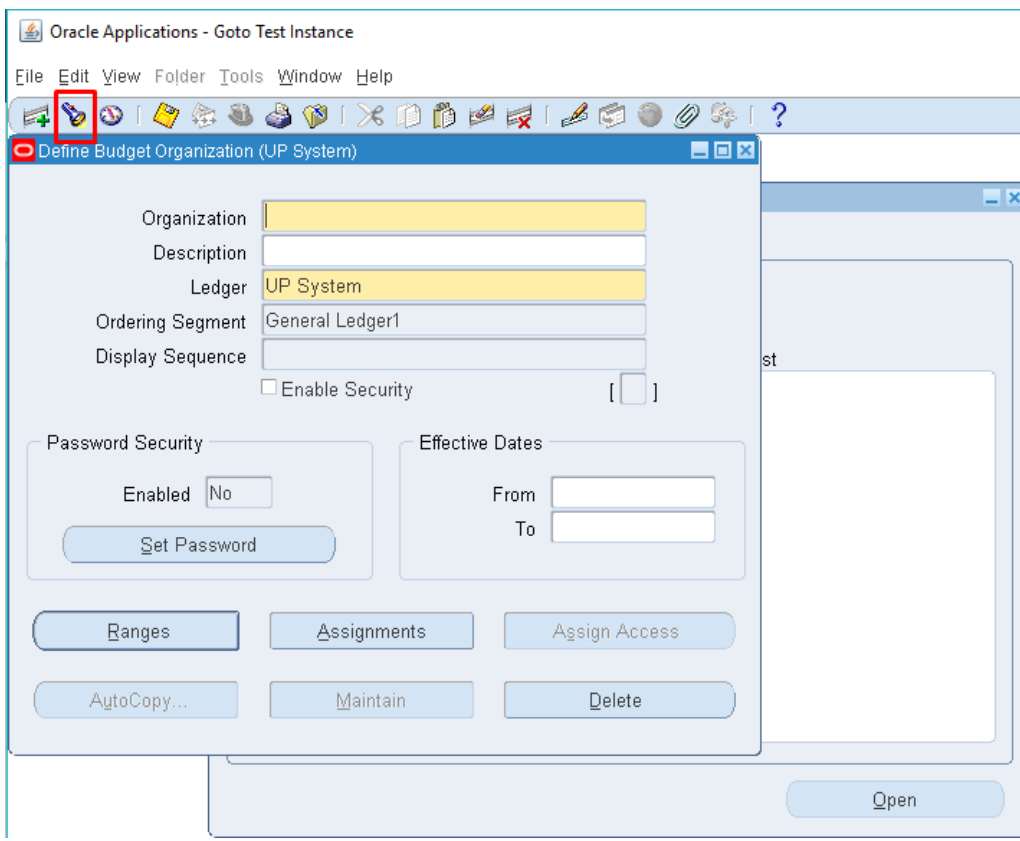 Oracle Applications - Goto Test Instance
File Edit View Folder Tools Window Help
?
Define Budget Organization (UP System)
Organization
Description
Ledger UP System
Ordering Segment General Ledger1
Display Sequence
st
Enable Security [ ]
Password Security
Effective Dates
Enabled No
From
To
Set Password
Ranges Assignments Assign Access
AutoCopy... Maintain Delete
Open